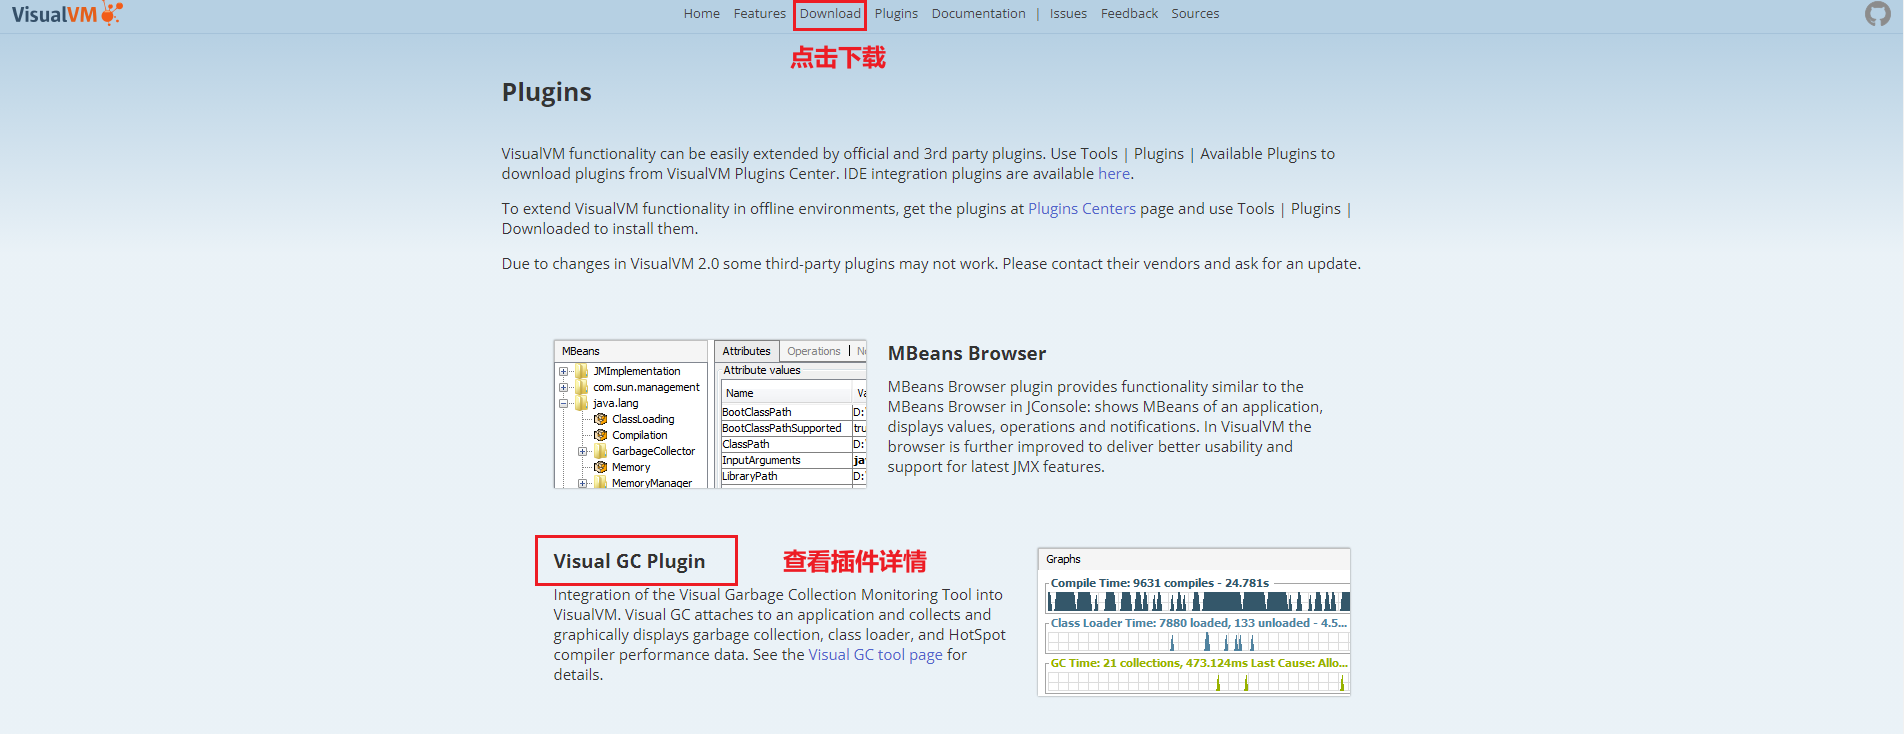 VisualVM
Home Features Download Plugins Documentation | Issues Feedback Sources
点击下载
Plugins
VisualVM functionality can be easily extended by official and 3rd party plugins. Use Tools | Plugins | Available Plugins to
download plugins from VisualVM Plugins Center. IDE integration plugins are available here.
To extend VisualVM functionality in offline environments, get the plugins at Plugins Centers page and use Tools | Plugins |
Downloaded to install them.
Due to changes in VisualVM 2.0 some third-party plugins may not work. Please contact their vendors and ask for an update.
MBeans
JMImplementation
com.sun.management
java.lang
ClassLoading
Compilation
GarbageCollector
Memory
MemoryManager
Attributes Operations
Attribute values
Name
BootClassPath D:
BootClassPathSupported tru
ClassPath D:
InputArguments
LibraryPath D:
MBeans Browser
MBeans Browser plugin provides functionality similar to the
MBeans Browser in JConsole: shows MBeans of an application,
displays values, operations and notifications. In VisualVM the
browser is further improved to deliver better usability and
support for latest JMX features.
Visual GC Plugin
查看插件详情
Integration of the Visual Garbage Collection Monitoring Tool into
VisualVM. Visual GC attaches to an application and collects and
graphically displays garbage collection, class loader, and HotSpot
compiler performance data. See the Visual GC tool page for
details.
Graphs
Compile Time: 9631 compiles - 24.781s
Class Loader Time: 7880 loaded, 133 unloaded - 4.5...
GC Time: 21 collections, 473.124ms Last Cause: Allo...